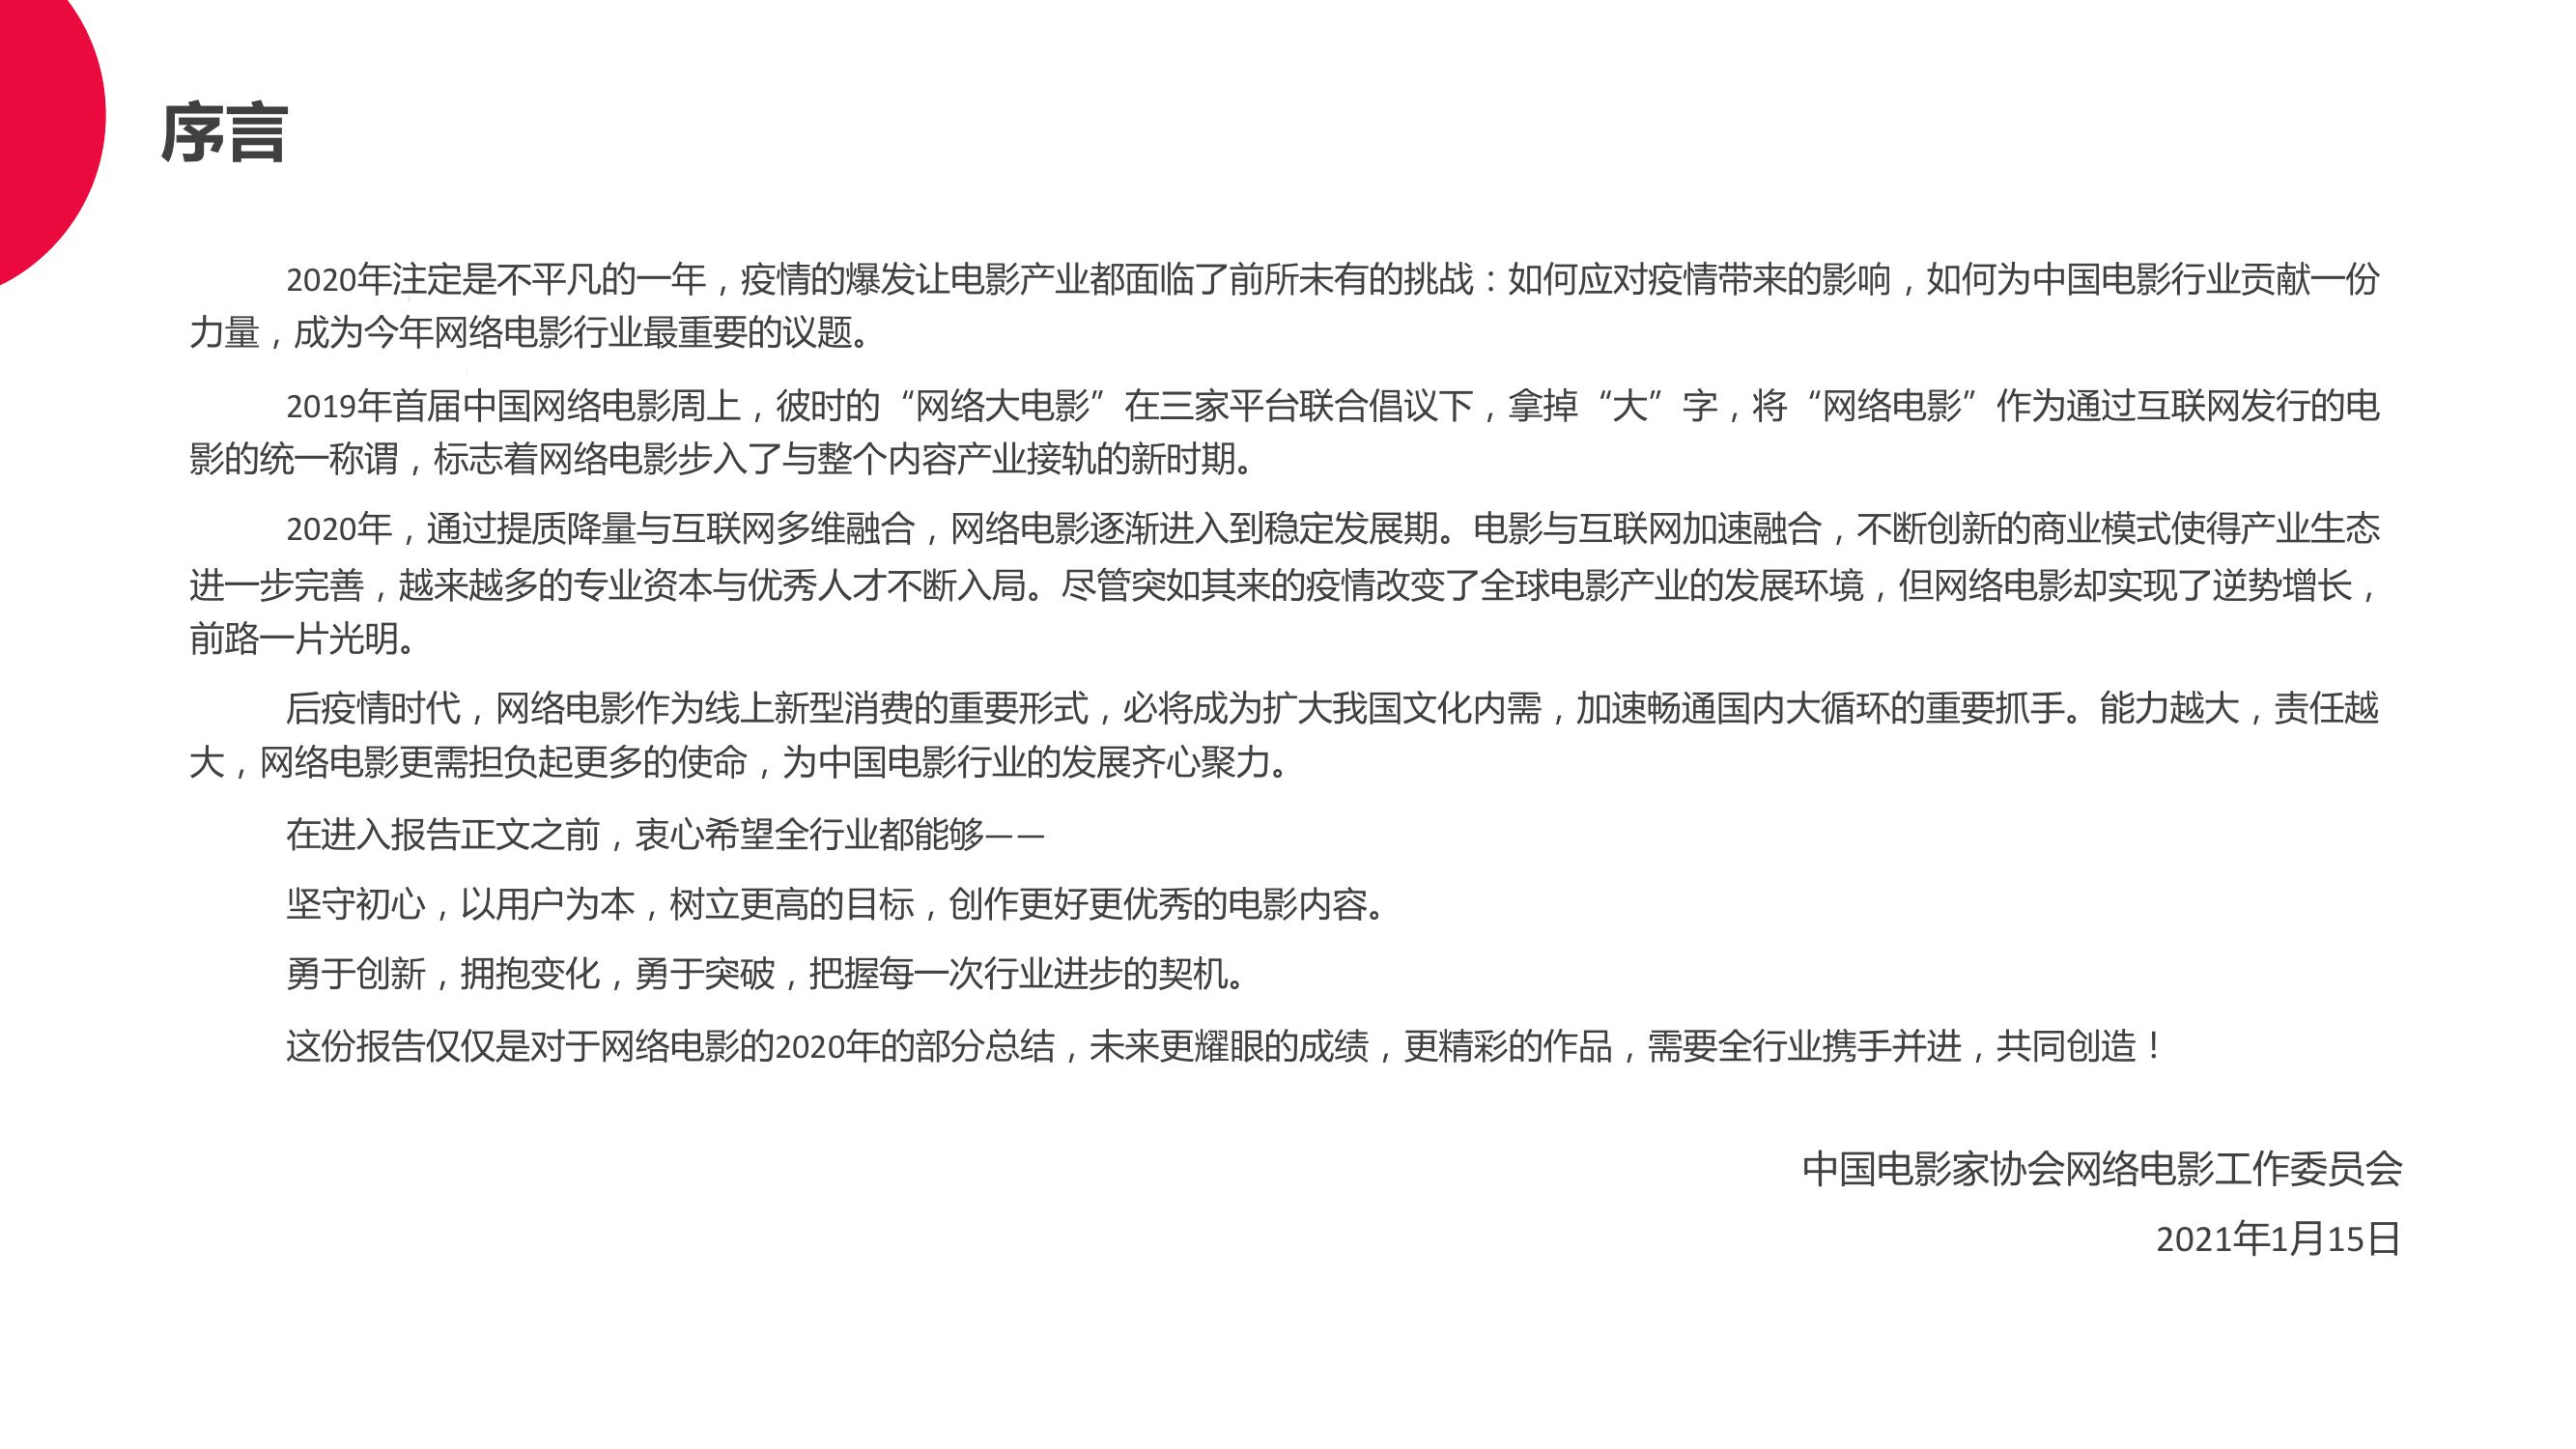 序言
2020年注定是不平凡的一年，疫情的爆发让电影产业都面临了前所未有的挑战：如何应对疫情带来的影响，如何为中国电影行业贡献一份
力量，成为今年网络电影行业最重要的议题。
2019年首届中国网络电影周上，彼时的“网络大电影”在三家平台联合倡议下，拿掉“大”字，将“网络电影”作为通过互联网发行的电
影的统一称谓，标志着网络电影步入了与整个内容产业接轨的新时期。
2020年，通过提质降量与互联网多维融合，网络电影逐渐进入到稳定发展期。电影与互联网加速融合，不断创新的商业模式使得产业生态
进一步完善，越来越多的专业资本与优秀人才不断入局。尽管突如其来的疫情改变了全球电影产业的发展环境，但网络电影却实现了逆势增长，
前路一片光明。
后疫情时代，网络电影作为线上新型消费的重要形式，必将成为扩大我国文化内需，加速畅通国内大循环的重要抓手。能力越大，责任越
大，网络电影更需担负起更多的使命，为中国电影行业的发展齐心聚力。
在进入报告正文之前，衷心希望全行业都能够——
坚守初心，以用户为本，树立更高的目标，创作更好更优秀的电影内容。
勇于创新，拥抱变化，勇于突破，把握每一次行业进步的契机。
这份报告仅仅是对于网络电影的2020年的部分总结，未来更耀眼的成绩，更精彩的作品，需要全行业携手并进，共同创造！
中国电影家协会网络电影工作委员会
2021年1月15日